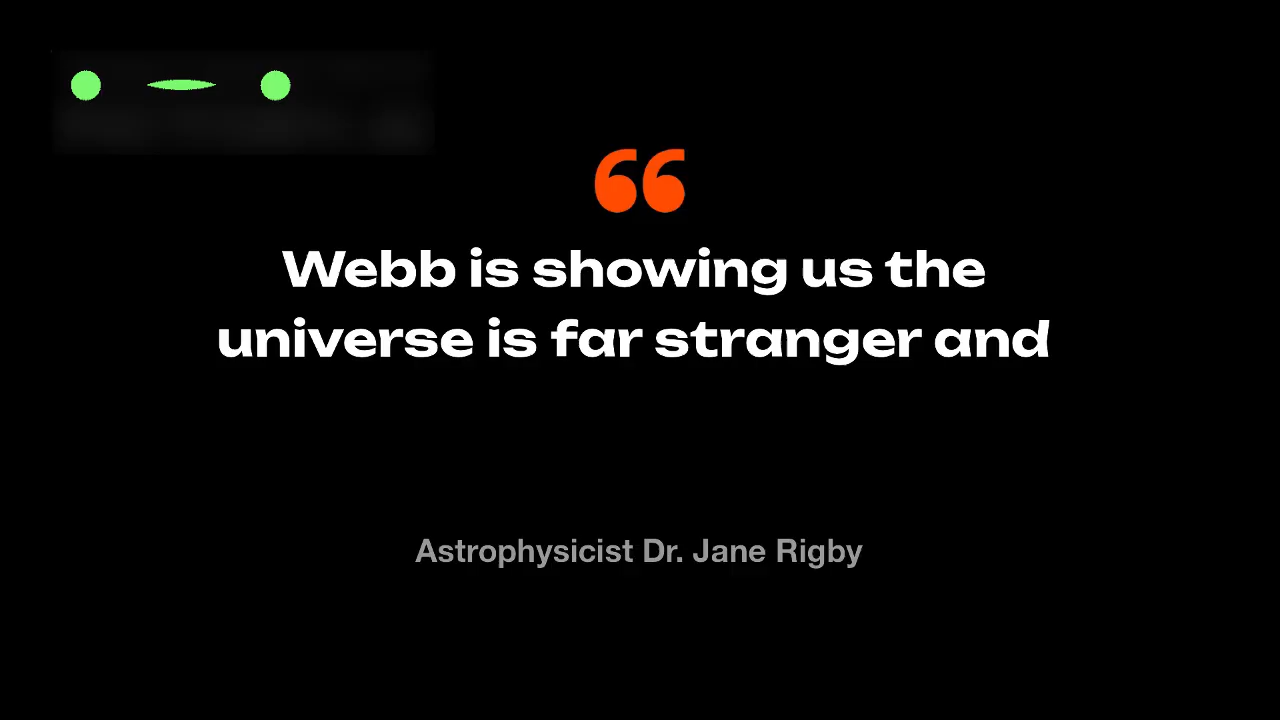 “
Webb is showing us the
universe is far stranger and
Astrophysicist Dr. Jane Rigby